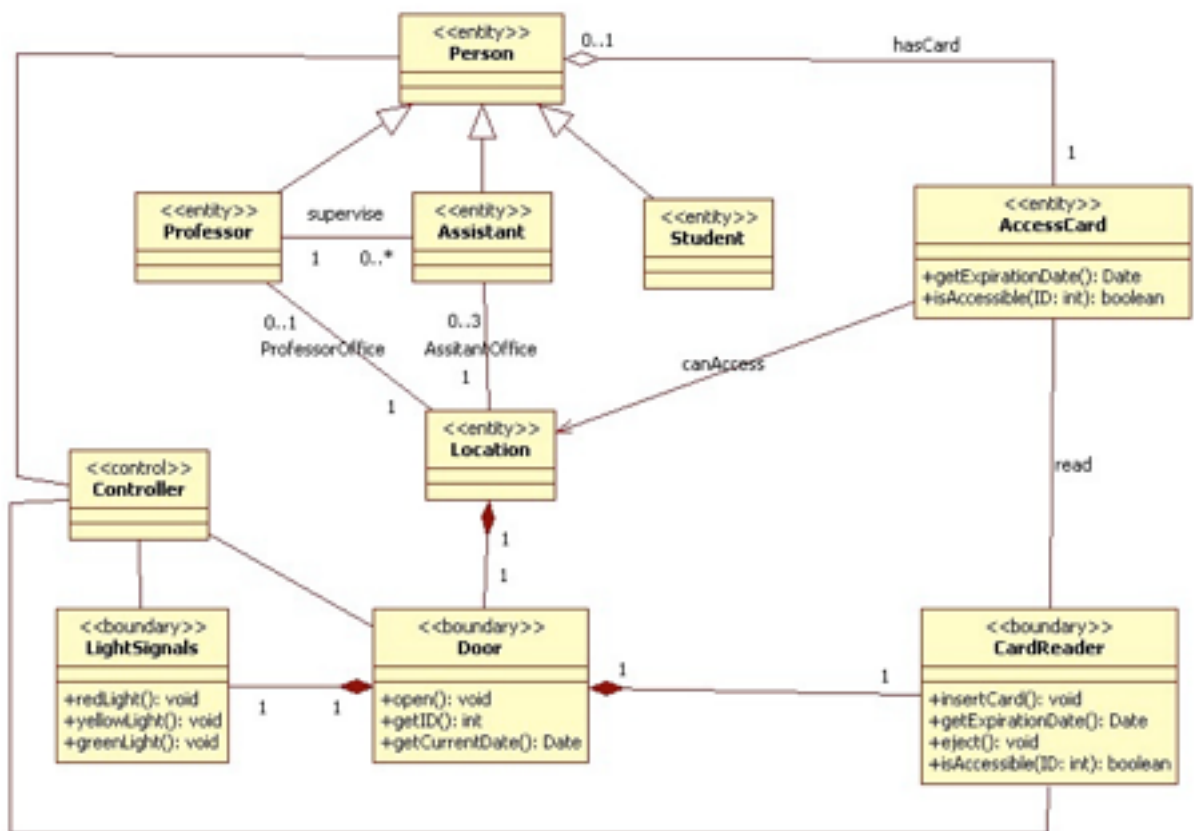 <<entity>>
Person
0..1
hasCard
1
<<entity>>
Professor
supervise
1
0..*
<<entity>>
Assistant
<<entity>>
Student
<<entity>>
AccessCard
+getExpirationDate(): Date
+isAccessible(ID: int): boolean
0..1
ProfessorOffice
1
0..3
AssitantOffice
1
canAccess
<<entity>>
Location
read
<<control>>
Controller
1
1
<<boundary>>
LightSignals
+redLight(): void
+yellowLight(): void
+greenLight(): void
1
1
<<boundary>>
Door
+open(): void
+getID(): int
+getCurrentDate(): Date
1
1
<<boundary>>
CardReader
+insertCard(): void
+getExpirationDate(): Date
+eject(): void
+isAccessible(ID: int): boolean